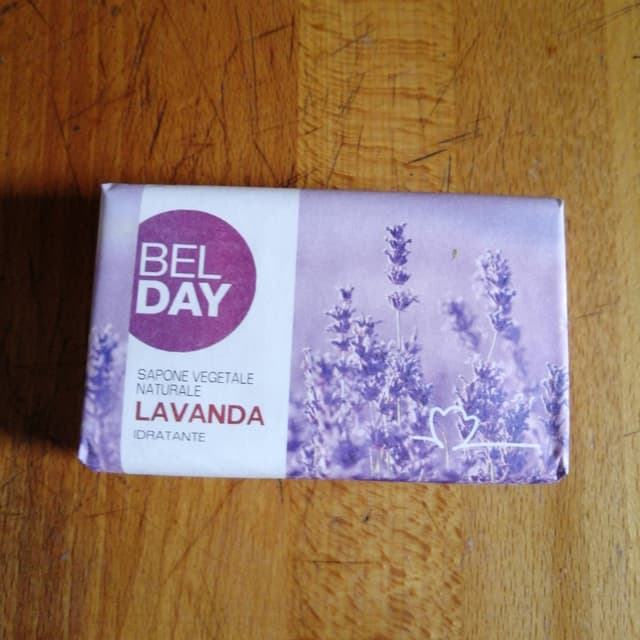 BEL
DAY
SAPONE VEGETALE
NATURALE
LAVANDA
IDRATANTE